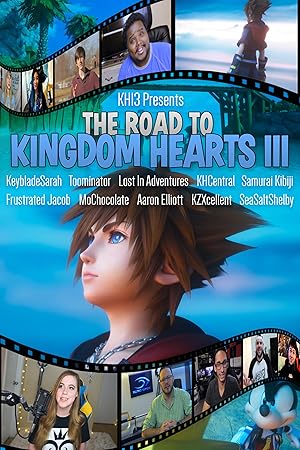 KH13 Presents
THE ROAD TO
KINGDOM HEARTS III
KeybladeSarah Toominator Lost In Adventures KHCentral Samurai Kibiji
Frustrated Jacob MoChocolate Aaron Elliott KZXcellent SeaSaltShelby